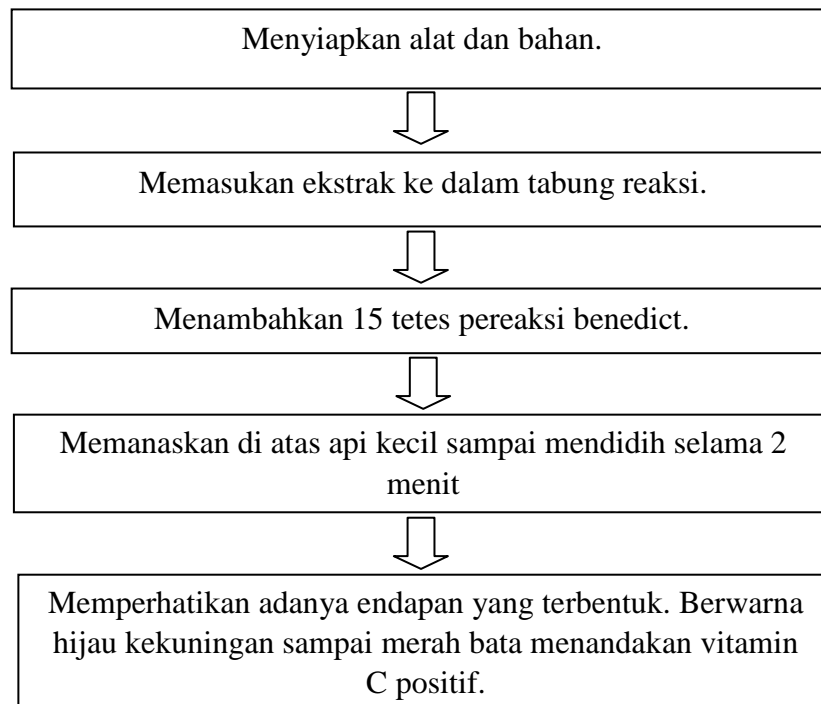 Menyiapkan alat dan bahan.
Memasukan ekstrak ke dalam tabung reaksi.
Menambahkan 15 tetes pereaksi benedict.
Memanaskan di atas api kecil sampai mendidih selama 2
menit
Memperhatikan adanya endapan yang terbentuk. Berwarna
hijau kekuningan sampai merah bata menandakan vitamin
C positif.